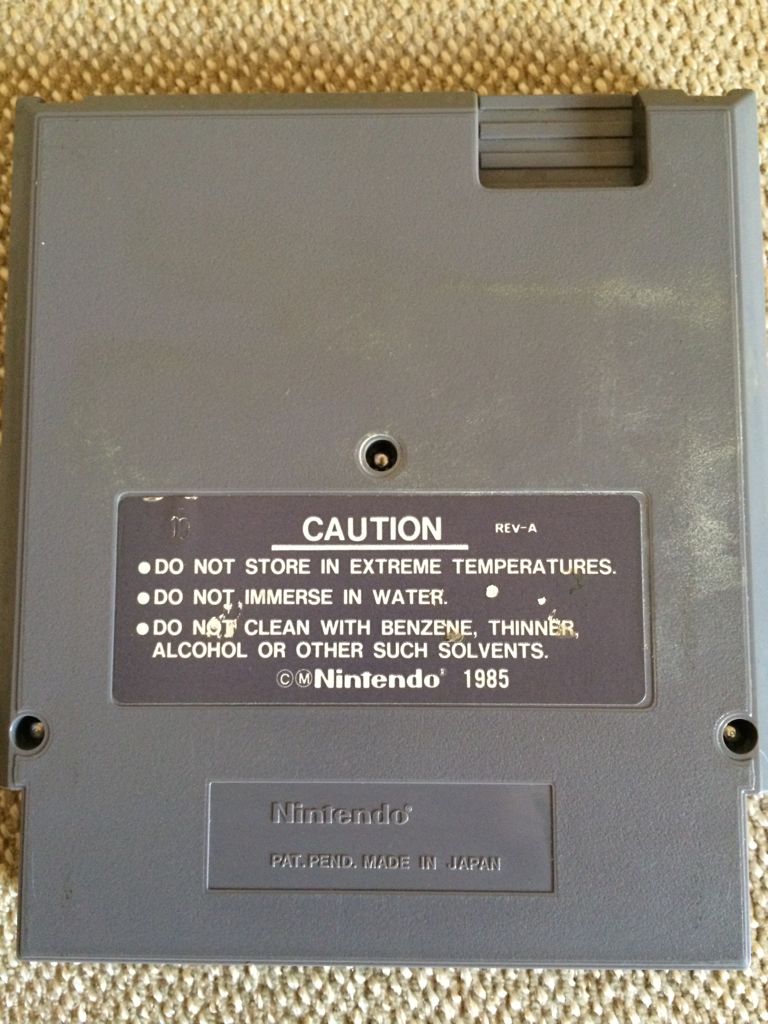 CAUTION REV-A
●DO NOT STORE IN EXTREME TEMPERATURES.
●DO NOT IMMERSE IN WATER.
●DO NOT CLEAN WITH BENZENE, THINNER,
ALCOHOL OR OTHER SUCH SOLVENTS.
©ⓂNintendo® 1985
Nintendo®
PAT. PEND. MADE IN JAPAN